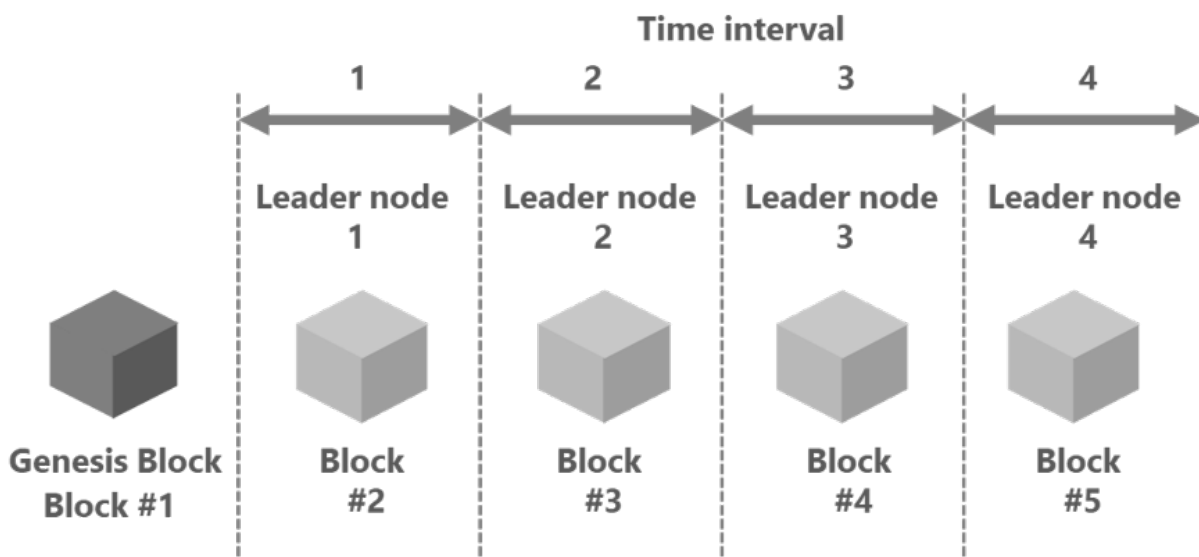 Time interval
1 2 3 4
Leader node Leader node Leader node Leader node
1 2 3 4
Genesis Block Block Block Block Block
Block #1 #2 #3 #4 #5